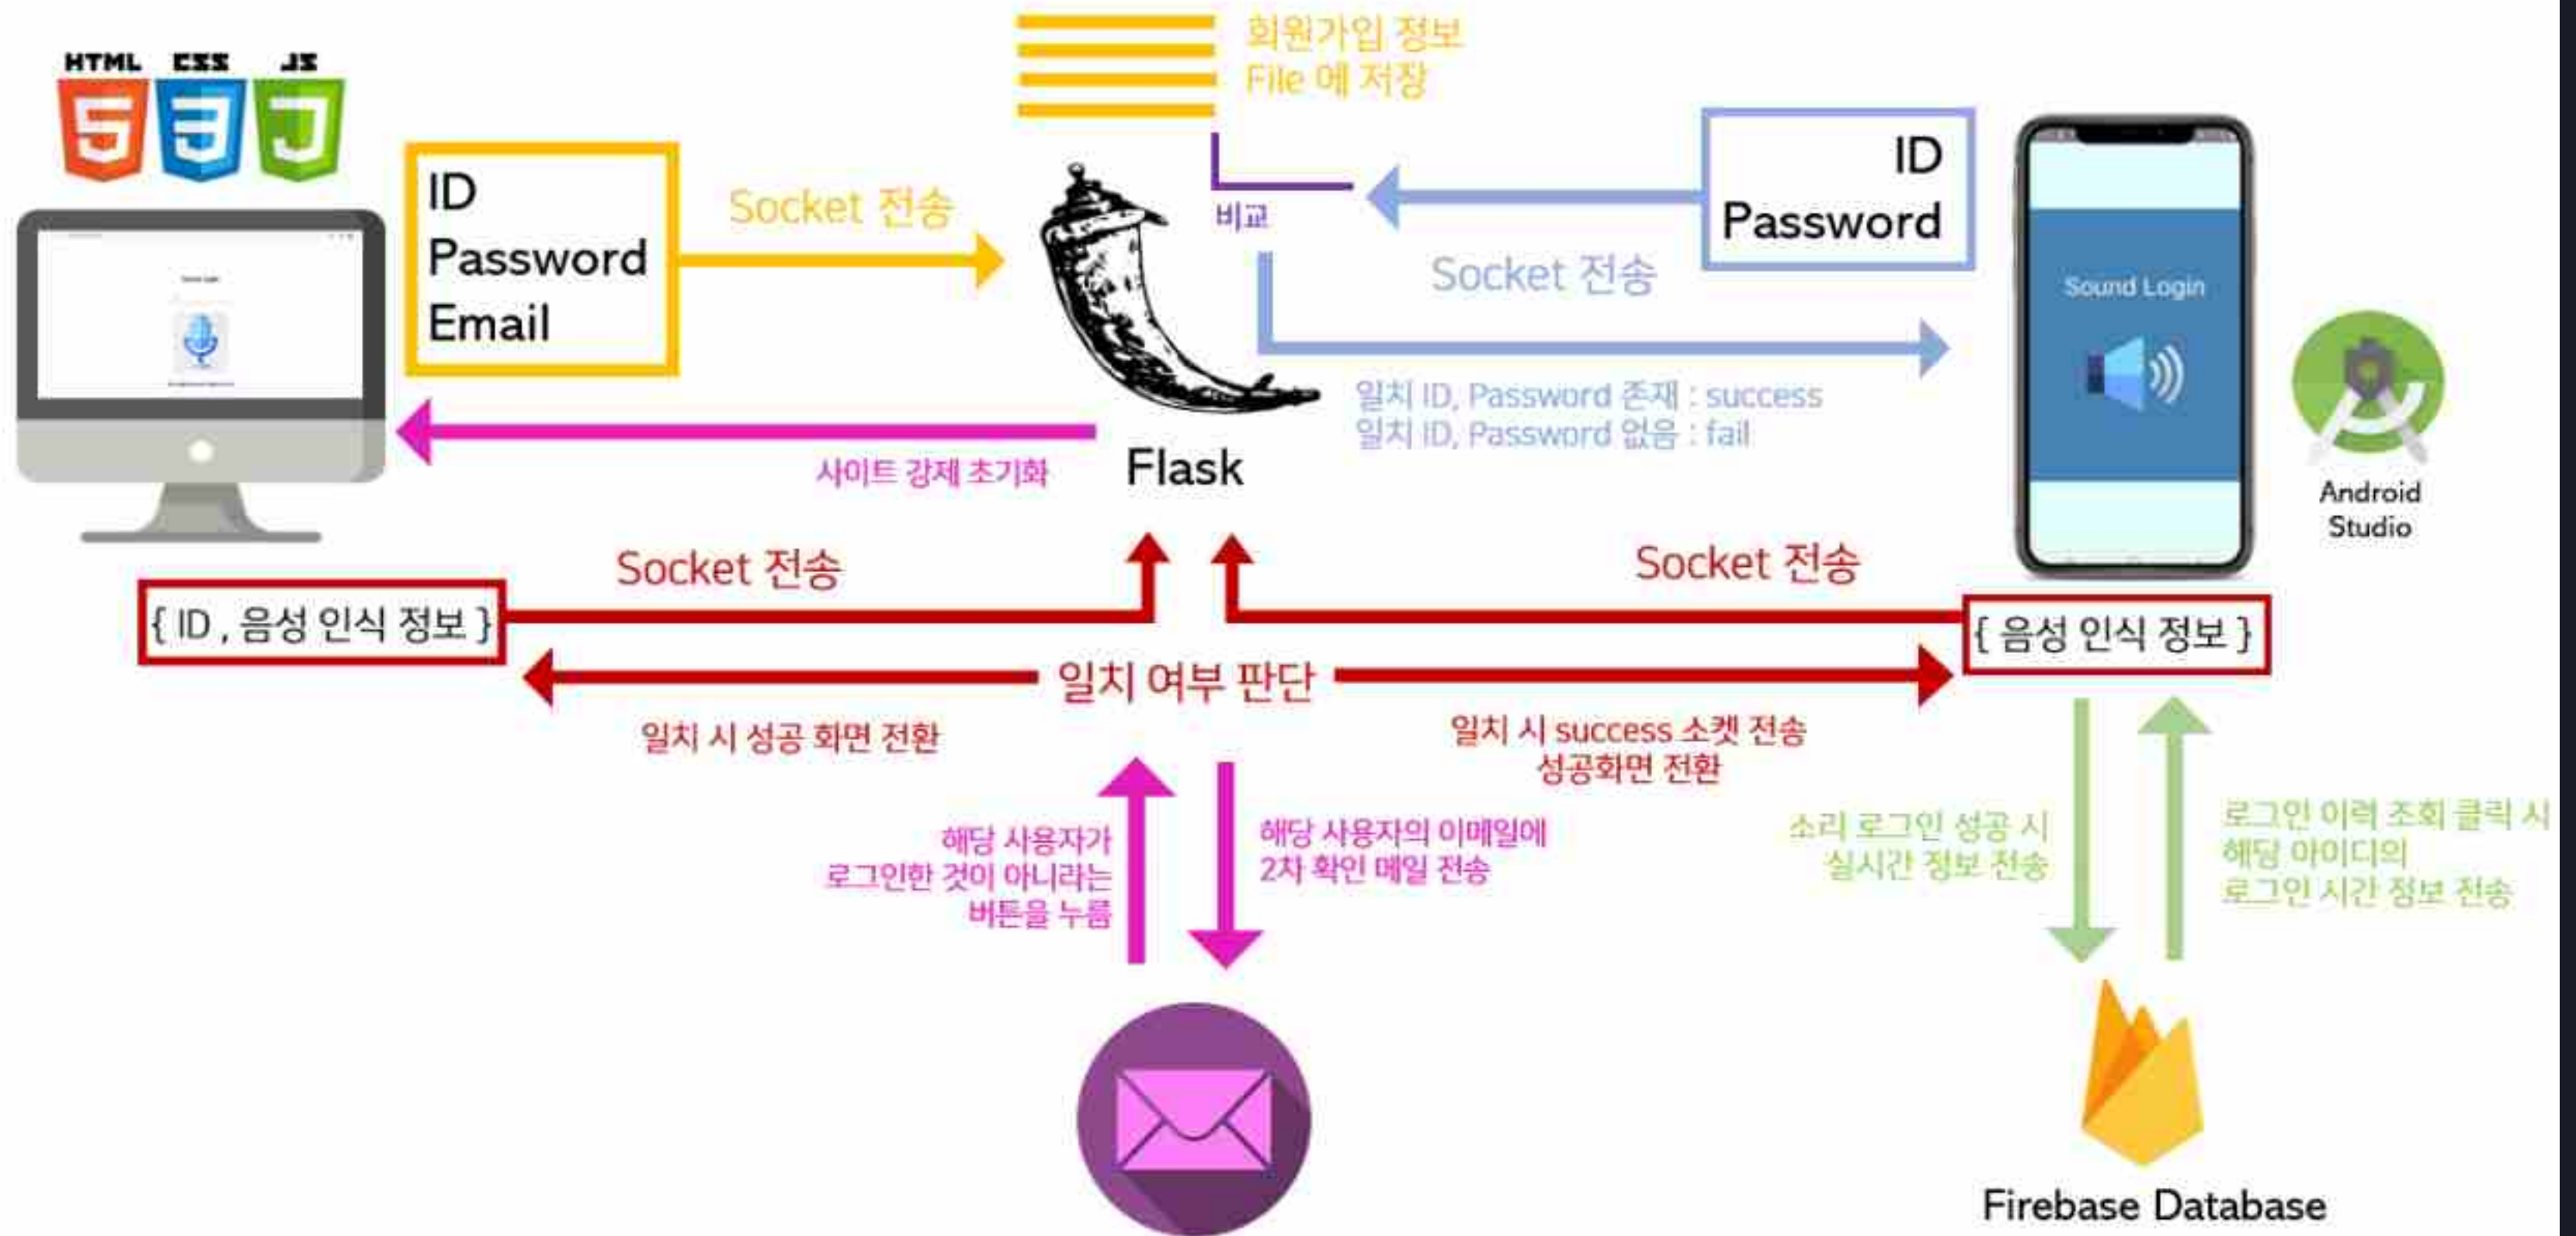 HTML CSS JS
회원가입 정보
File 에 저장
ID
Password
Email
Socket 전송
비교
ID
Password
Socket 전송
Sound Login
일치 ID, Password 존재 : success
일치 ID, Password 없음 : fail
사이트 강제 초기화
Flask
Android
Studio
Socket 전송
Socket 전송
{ ID , 음성 인식 정보 }
{ 음성 인식 정보 }
일치 여부 판단
일치 시 성공 화면 전환
일치 시 success 소켓 전송
성공화면 전환
해당 사용자가
로그인한 것이 아니라는
버튼을 누름
해당 사용자의 이메일에
2차 확인 메일 전송
소리 로그인 성공 시
실시간 정보 전송
로그인 이력 조회 클릭 시
해당 아이디의
로그인 시간 정보 전송
Firebase Database